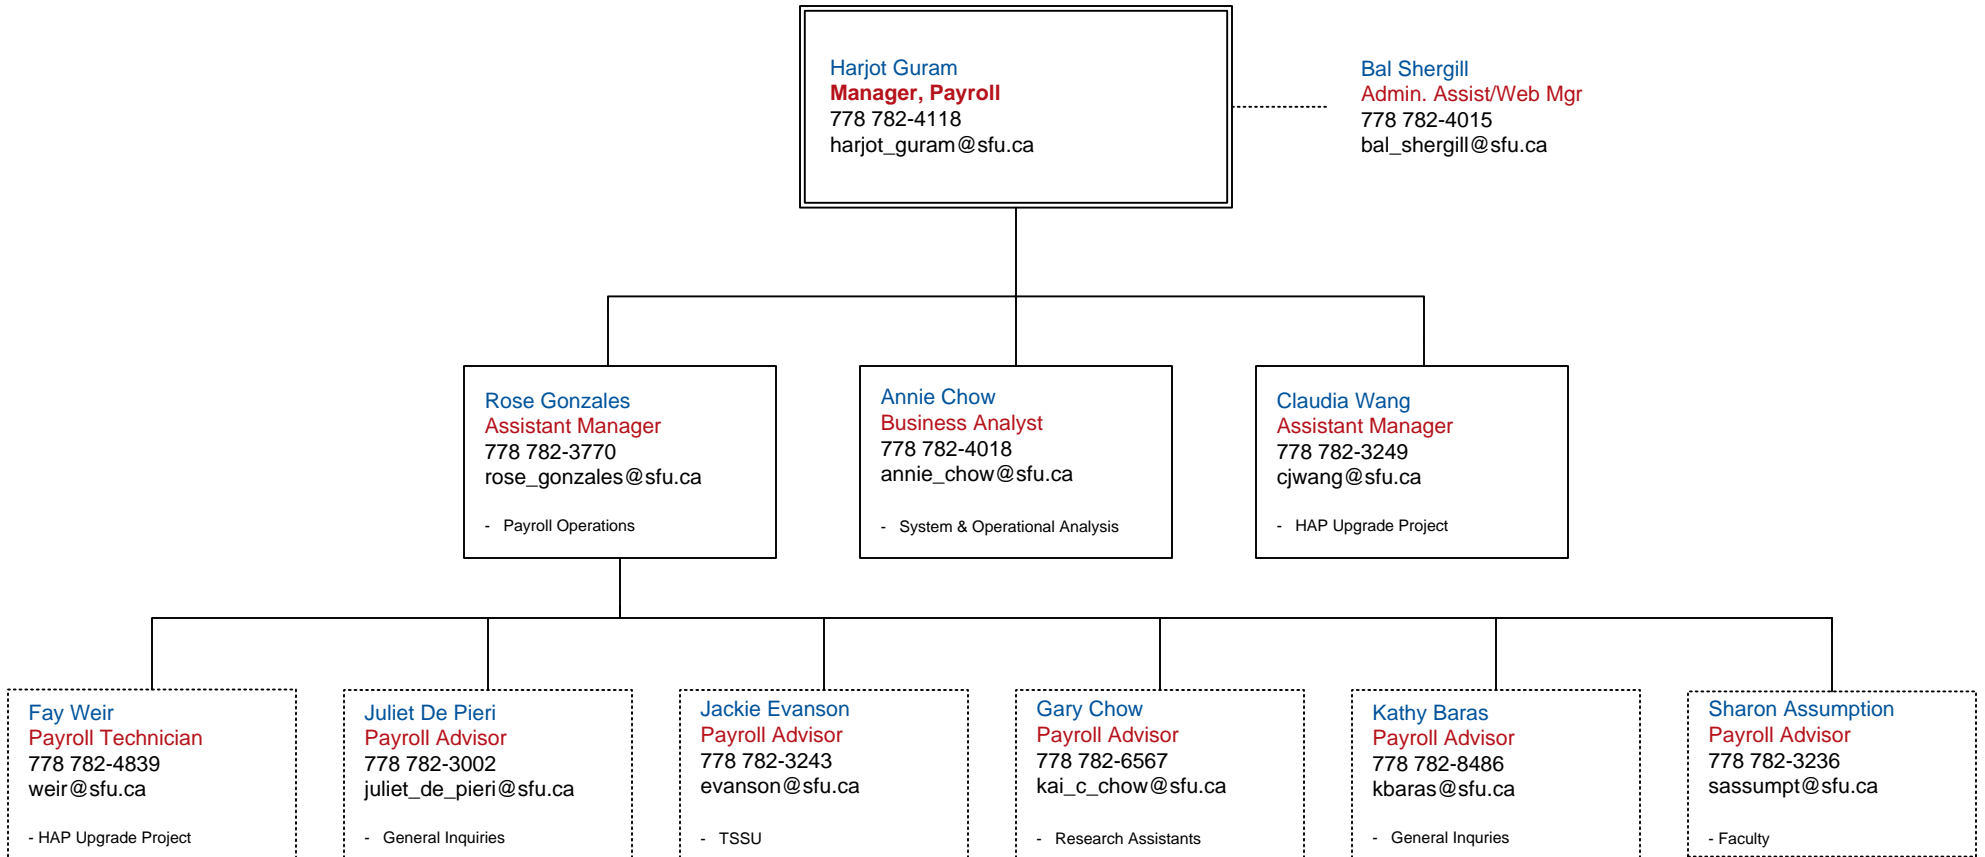 Harjot Guram
Manager, Payroll
778 782-4118
harjot_guram@sfu.ca
Bal Shergill
Admin. Assist/Web Mgr
778 782-4015
bal_shergill@sfu.ca
Rose Gonzales
Assistant Manager
778 782-3770
rose_gonzales@sfu.ca
- Payroll Operations
Annie Chow
Business Analyst
778 782-4018
annie_chow@sfu.ca
- System & Operational Analysis
Claudia Wang
Assistant Manager
778 782-3249
cjwang@sfu.ca
- HAP Upgrade Project
Fay Weir
Payroll Technician
778 782-4839
weir@sfu.ca
- HAP Upgrade Project
Juliet De Pieri
Payroll Advisor
778 782-3002
juliet_de_pieri@sfu.ca
- General Inquiries
Jackie Evanson
Payroll Advisor
778 782-3243
evanson@sfu.ca
- TSSU
Gary Chow
Payroll Advisor
778 782-6567
kai_c_chow@sfu.ca
- Research Assistants
Kathy Baras
Payroll Advisor
778 782-8486
kbaras@sfu.ca
- General Inquries
Sharon Assumption
Payroll Advisor
778 782-3236
sassumpt@sfu.ca
- Faculty